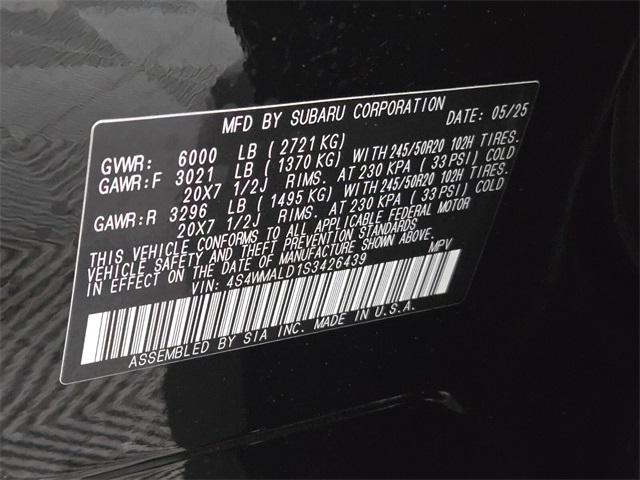 MFD BY SUBARU CORPORATION DATE: 05/25
GVWR: 6000 LB ( 2721 KG)
GAWR:F 3021 LB ( 1370 KG) WITH 245/50R20 102H TIRES.
20X7 1/2J RIMS. AT 230 KPA ( 33 PSI) COLD
GAWR:R 3296 LB ( 1495 KG) WITH 245/50R20 102H TIRES.
20X7 1/2J RIMS. AT 230 KPA ( 33 PSI) COLD
THIS VEHICLE CONFORMS TO ALL APPLICABLE FEDERAL MOTOR
VEHICLE SAFETY AND THEFT PREVENTION STANDARDS
IN EFFECT ON THE DATE OF MANUFACTURE SHOWN ABOVE.
VIN: 4S4WMALD1S3426439 MPV
ASSEMBLED BY SIA INC. MADE IN U.S.A.